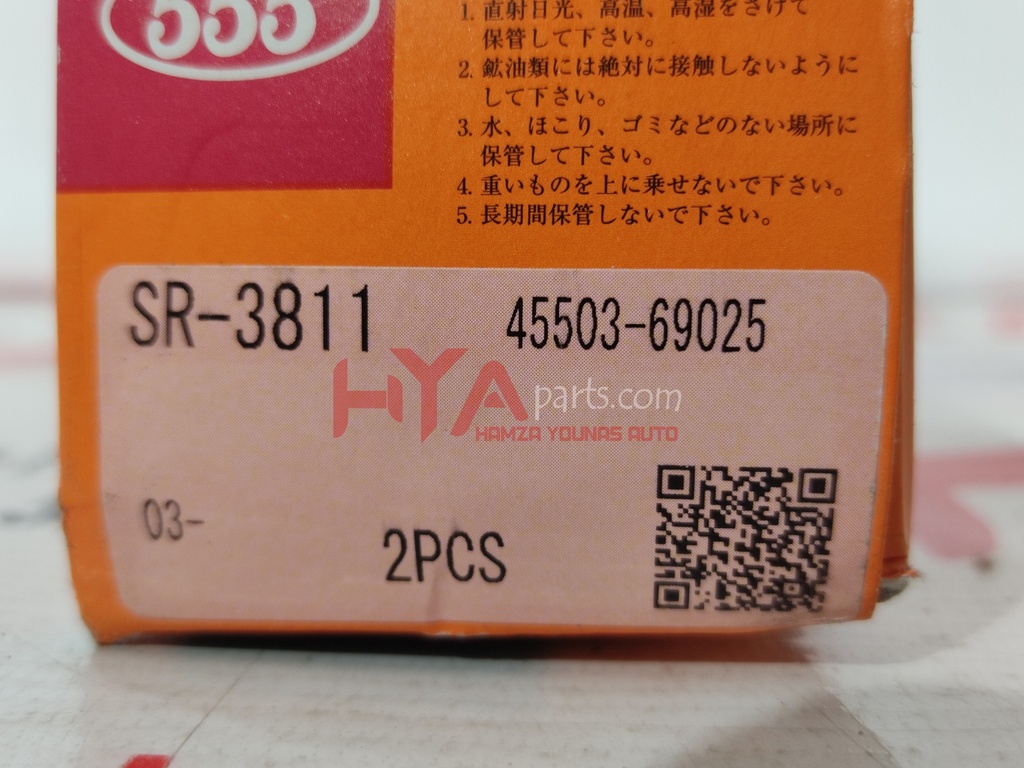 555
1. 直射日光、高温、高湿をさけて
保管して下さい。
2. 鉱油類には絶対に接触しないように
して下さい。
3. 水、ほこり、ゴミなどのない場所に
保管して下さい。
4. 重いものを上に乗せないで下さい。
5. 長期間保管しないで下さい。
SR-3811 45503-69025
HYA parts.com
HAMZA YOUNAS AUTO
03-
2PCS